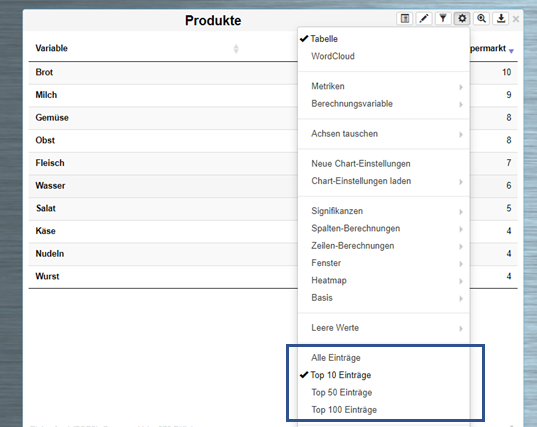 Produkte
Tabelle
WordCloud
Variable
permarkt
Brot 10
Milch 9
Gemüse 8
Obst 8
Fleisch 7
Wasser 6
Salat 5
Käse 4
Nudeln 4
Wurst 4
Metriken
Berechnungsvariable
Achsen tauschen
Neue Chart-Einstellungen
Chart-Einstellungen laden
Signifikanzen
Spalten-Berechnungen
Zeilen-Berechnungen
Fenster
Heatmap
Basis
Leere Werte
Alle Einträge
Top 10 Einträge
Top 50 Einträge
Top 100 Einträge